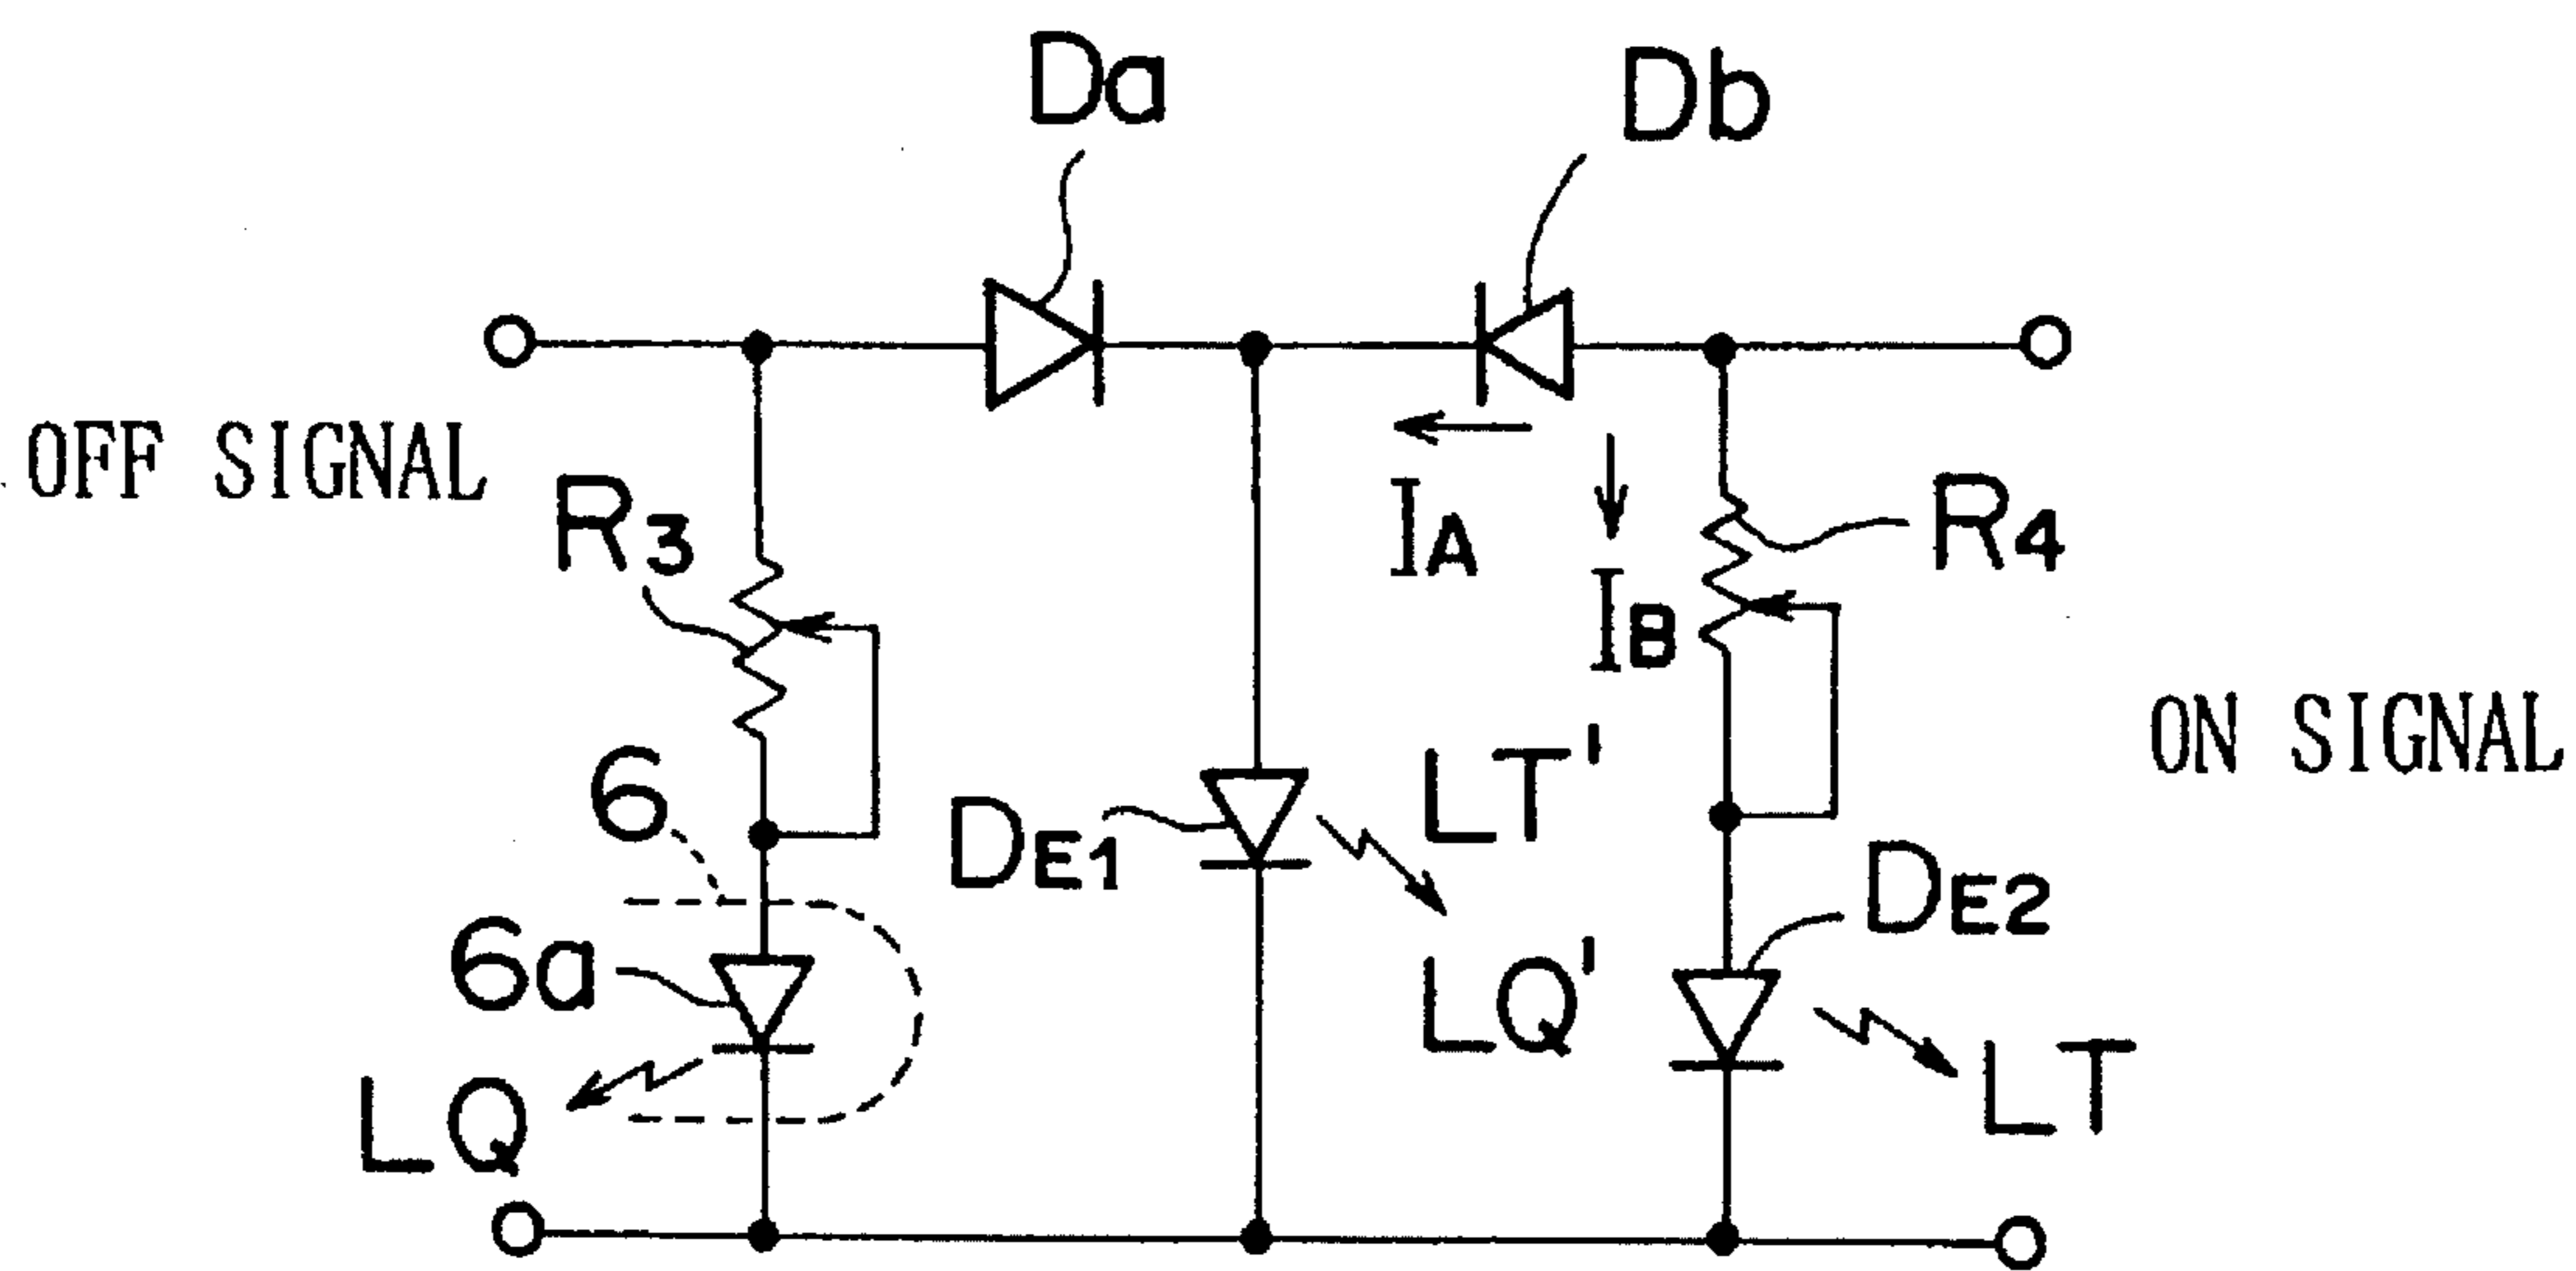 Da
Db
OFF SIGNAL
R3
IA
IB
R4
ON SIGNAL
6
6a
DE1
LT'
LQ'
DE2
LQ
LT